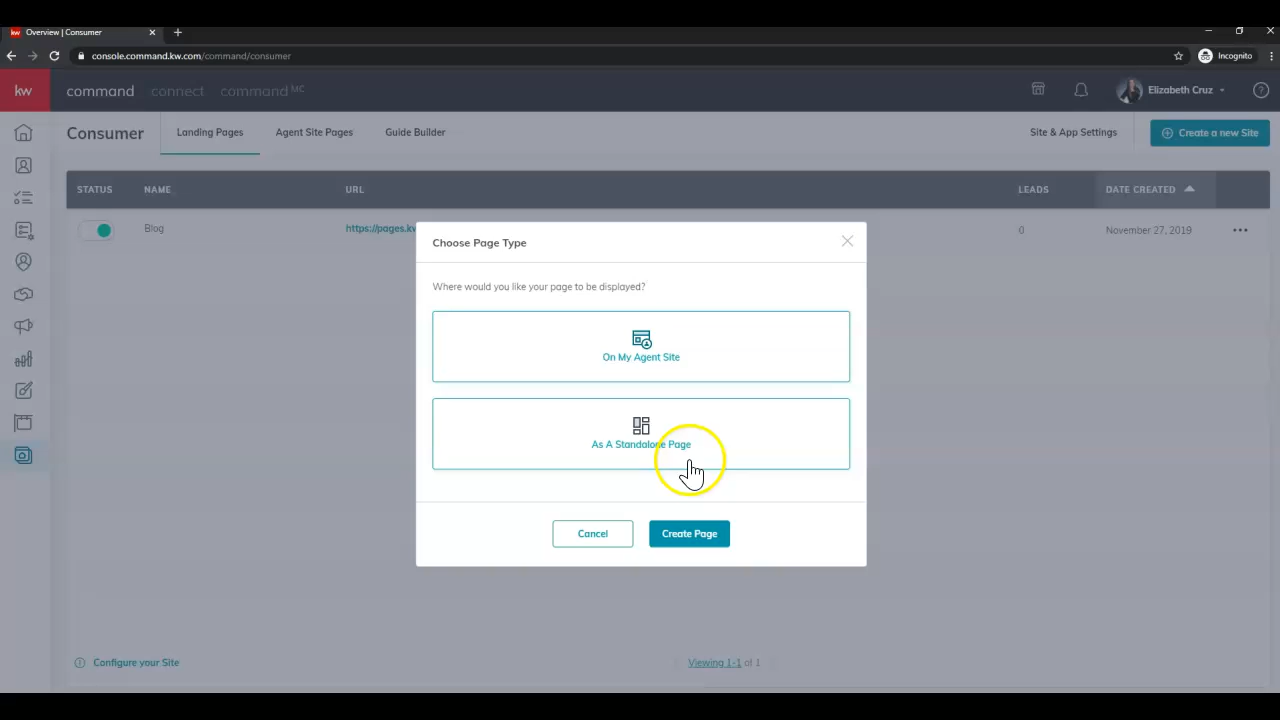 Overview | Consumer
console.command.kw.com/command/consumer
Incognito
kw
command
connect
command MC
Elizabeth Cruz
Consumer
Landing Pages
Agent Site Pages
Guide Builder
Site & App Settings
Create a new Site
STATUS
NAME
URL
LEADS
DATE CREATED
Blog
https://pages.kw
0
November 27, 2019
Choose Page Type
Where would you like your page to be displayed?
On My Agent Site
As A Standalone Page
Cancel
Create Page
Configure your Site
Viewing 1-1 of 1